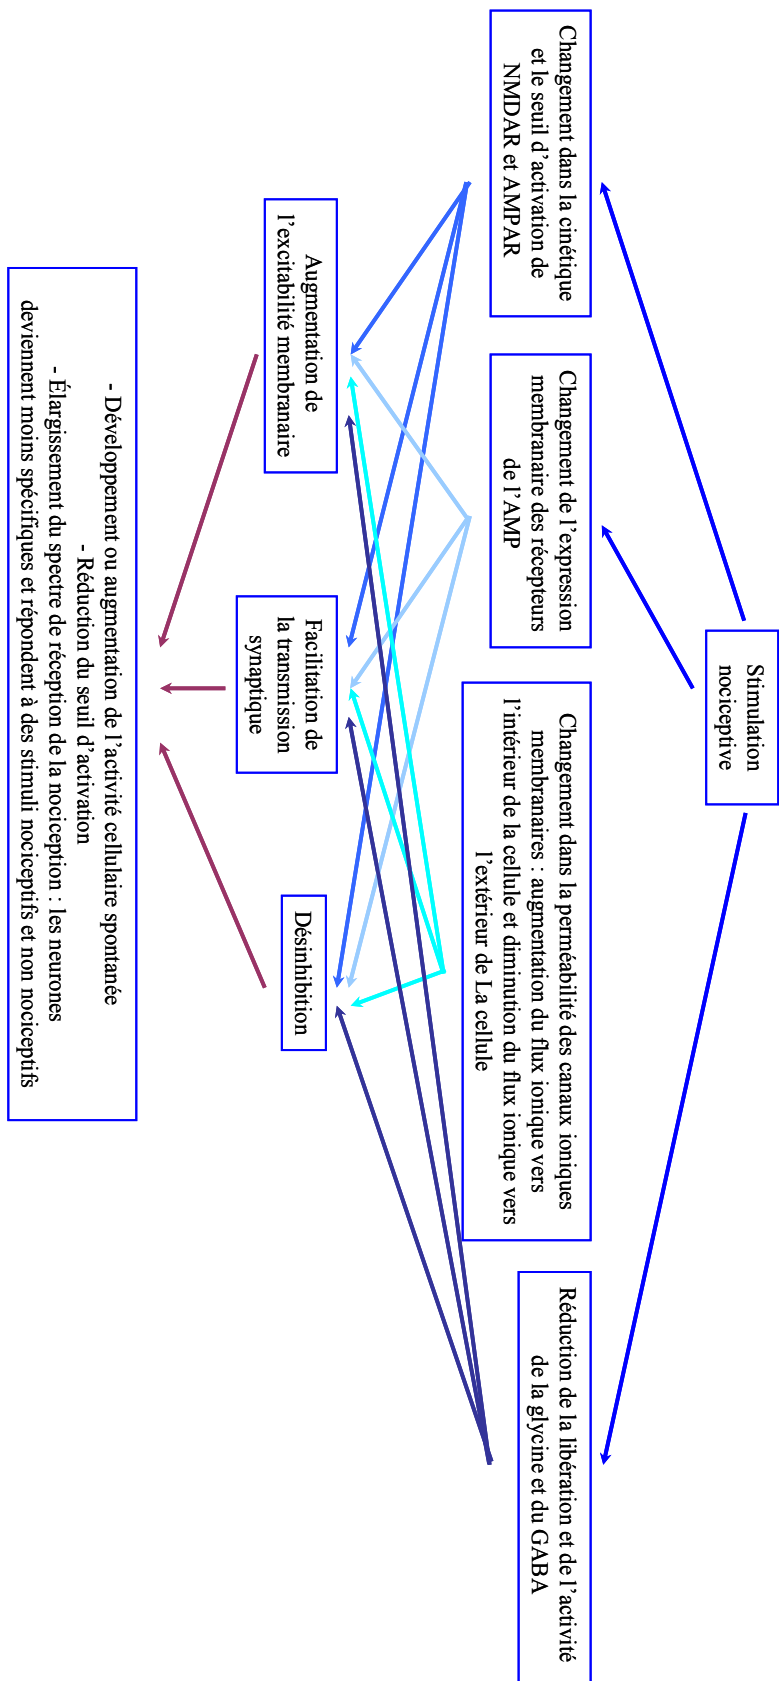 Stimulation
nociceptive
Changement dans la cinétique
et le seuil d’activation de
NMDAR et AMPAR
Changement de l’expression
membranaire des récepteurs
de l’AMP
Changement dans la perméabilité des canaux ioniques
membranaires : augmentation du flux ionique vers
l’intérieur de la cellule et diminution du flux ionique vers
l’extérieur de La cellule
Réduction de la libération et de l’activité
de la glycine et du GABA
Augmentation de
l’excitabilité membranaire
Facilitation de
la transmission
synaptique
Désinhibition
- Développement ou augmentation de l’activité cellulaire spontanée
- Réduction du seuil d’activation
- Élargissement du spectre de réception de la nociception : les neurones
deviennent moins spécifiques et répondent à des stimuli nociceptifs et non nociceptifs